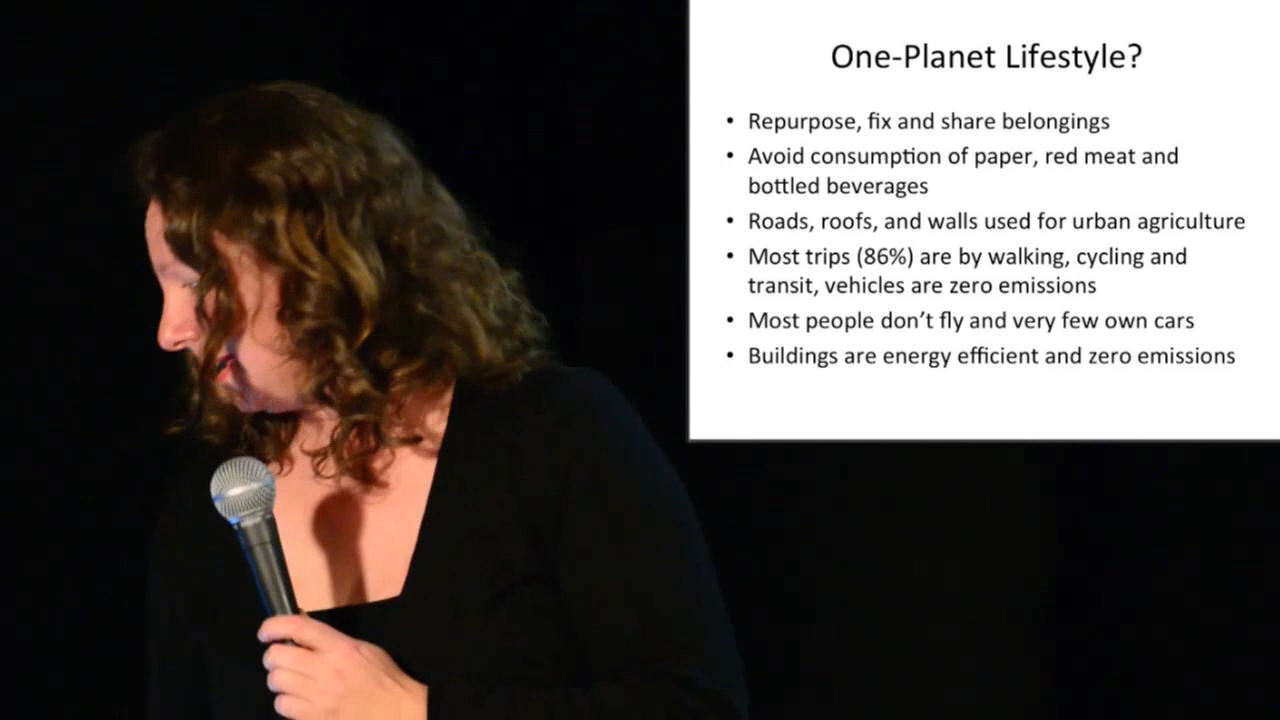 One-Planet Lifestyle?
• Repurpose, fix and share belongings
• Avoid consumption of paper, red meat and
bottled beverages
• Roads, roofs, and walls used for urban agriculture
• Most trips (86%) are by walking, cycling and
transit, vehicles are zero emissions
• Most people don’t fly and very few own cars
• Buildings are energy efficient and zero emissions